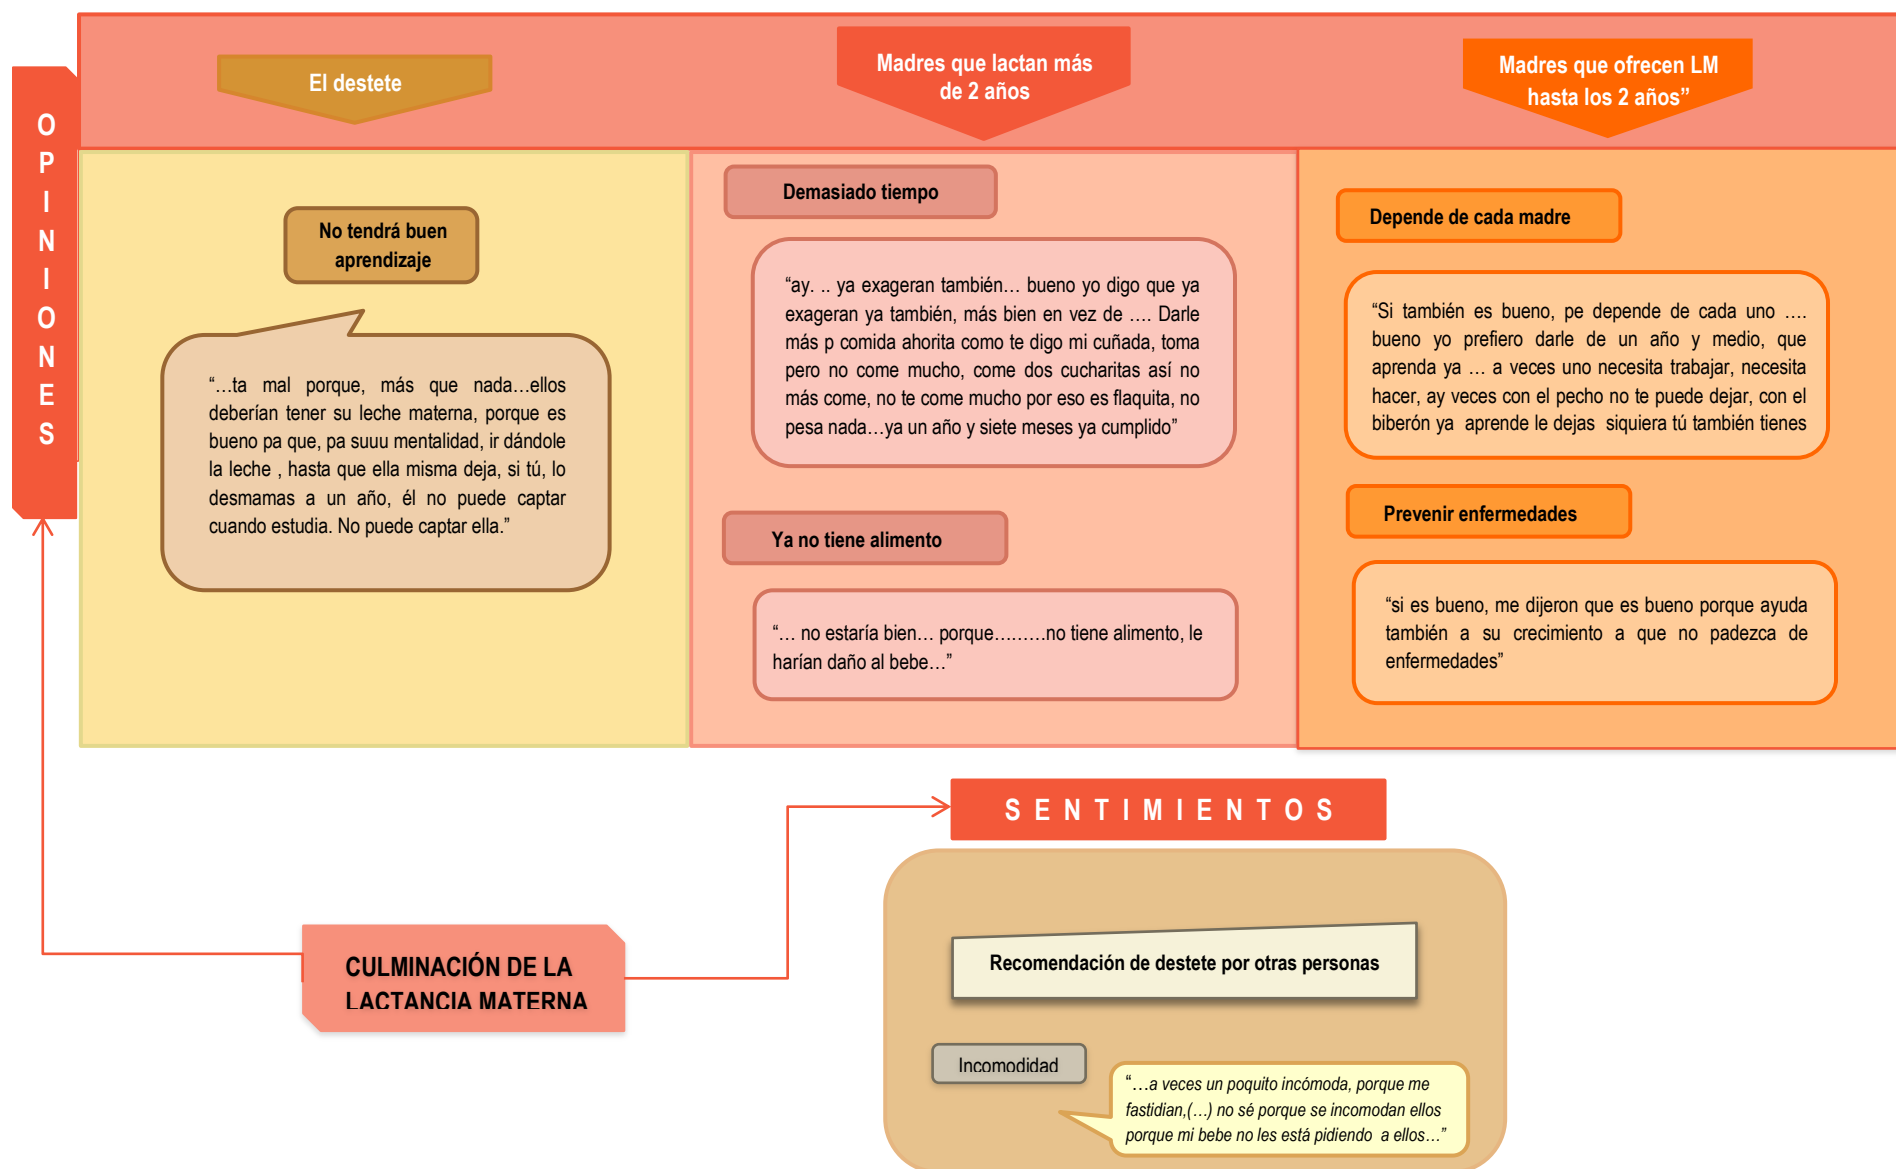 OPINIONES
El destete
No tendrá buen
aprendizaje
“…ta mal porque, más que nada…ellos
deberían tener su leche materna, porque es
bueno pa que, pa suuu mentalidad, ir dándole
la leche , hasta que ella misma deja, si tú, lo
desmamas a un año, él no puede captar
cuando estudia. No puede captar ella.”
Madres que lactan más
de 2 años
Demasiado tiempo
“ay. .. ya exageran también… bueno yo digo que ya
exageran ya también, más bien en vez de …. Darle
más p comida ahorita como te digo mi cuñada, toma
pero no come mucho, come dos cucharitas así no
más come, no te come mucho por eso es flaquita, no
pesa nada…ya un año y siete meses ya cumplido”
Ya no tiene alimento
“… no estaría bien… porque………no tiene alimento, le
harían daño al bebe…”
Madres que ofrecen LM
hasta los 2 años”
Depende de cada madre
“Si también es bueno, pe depende de cada uno ….
bueno yo prefiero darle de un año y medio, que
aprenda ya … a veces uno necesita trabajar, necesita
hacer, ay veces con el pecho no te puede dejar, con el
biberón ya aprende le dejas siquiera tú también tienes
Prevenir enfermedades
“si es bueno, me dijeron que es bueno porque ayuda
también a su crecimiento a que no padezca de
enfermedades”
CULMINACIÓN DE LA
LACTANCIA MATERNA
SENTIMIENTOS
Recomendación de destete por otras personas
Incomodidad
“…a veces un poquito incómoda, porque me
fastidian,(…) no sé porque se incomodan ellos
porque mi bebe no les está pidiendo a ellos…”